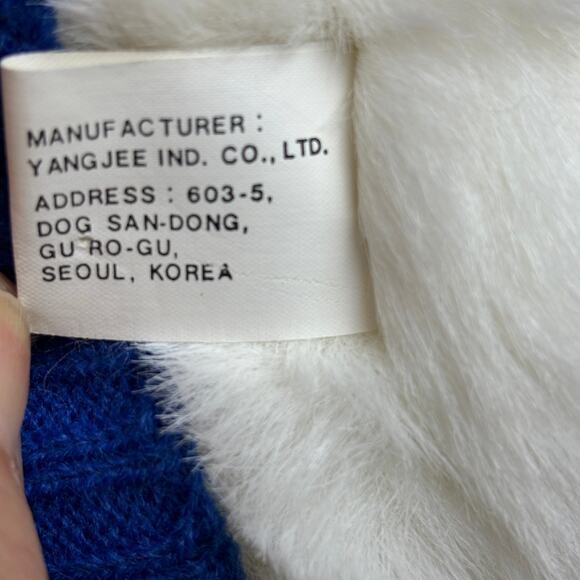 MANUFACTURER :
YANGJEE IND. CO., LTD.
ADDRESS : 603-5,
DOG SAN-DONG,
GU RO-GU,
SEOUL, KOREA